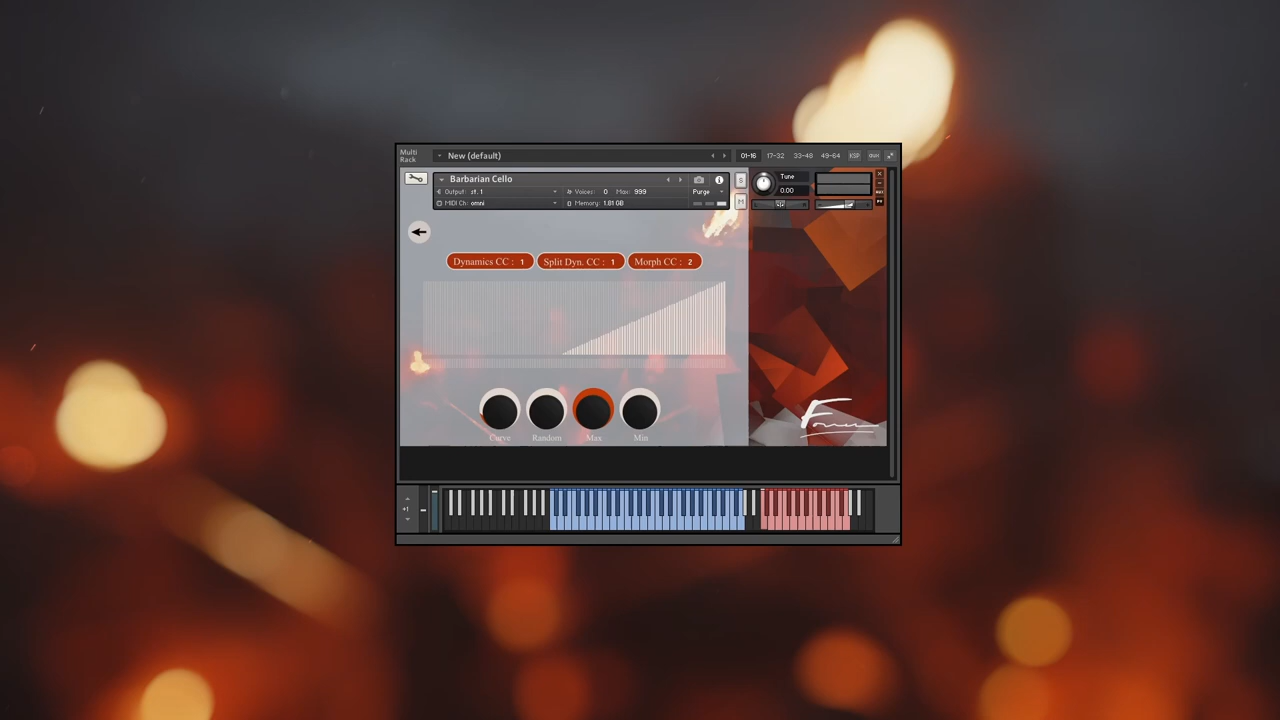 Multi
Rack
New (default)
01-16 17-32 33-48 49-64 KSP aux
Barbarian Cello
Output: st.1 Voices: 0 Max: 999 Purge
MIDI Ch: omni Memory: 1.81 GB
S
M
Tune
0.00
Dynamics CC : 1 Split Dyn. CC : 1 Morph CC : 2
Curve Random Max Min
+1